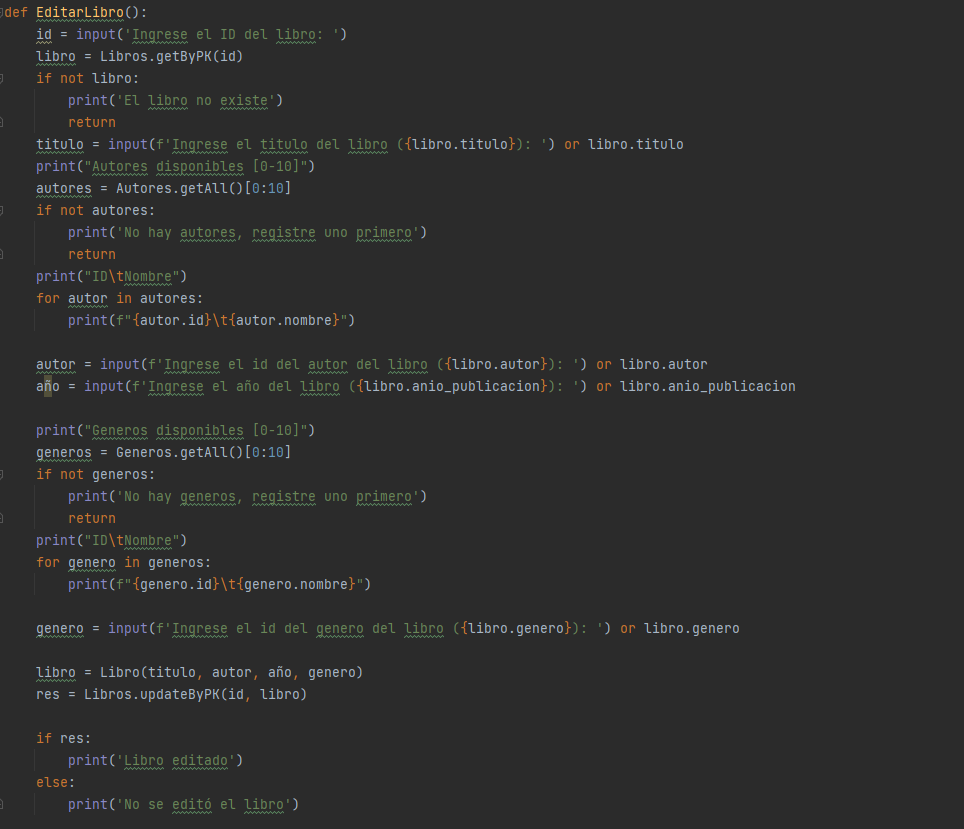 def EditarLibro():
    id = input('Ingrese el ID del libro: ')
    libro = Libros.getByPK(id)
    if not libro:
        print('El libro no existe')
        return
    titulo = input(f'Ingrese el titulo del libro ({libro.titulo}): ') or libro.titulo
    print("Autores disponibles [0-10]")
    autores = Autores.getAll()[0:10]
    if not autores:
        print('No hay autores, registre uno primero')
        return
    print("ID\tNombre")
    for autor in autores:
        print(f"{autor.id}\t{autor.nombre}")

    autor = input(f'Ingrese el id del autor del libro ({libro.autor}): ') or libro.autor
    año = input(f'Ingrese el año del libro ({libro.anio_publicacion}): ') or libro.anio_publicacion

    print("Generos disponibles [0-10]")
    generos = Generos.getAll()[0:10]
    if not generos:
        print('No hay generos, registre uno primero')
        return
    print("ID\tNombre")
    for genero in generos:
        print(f"{genero.id}\t{genero.nombre}")

    genero = input(f'Ingrese el id del genero del libro ({libro.genero}): ') or libro.genero

    libro = Libro(titulo, autor, año, genero)
    res = Libros.updateByPK(id, libro)

    if res:
        print('Libro editado')
    else:
        print('No se editó el libro')